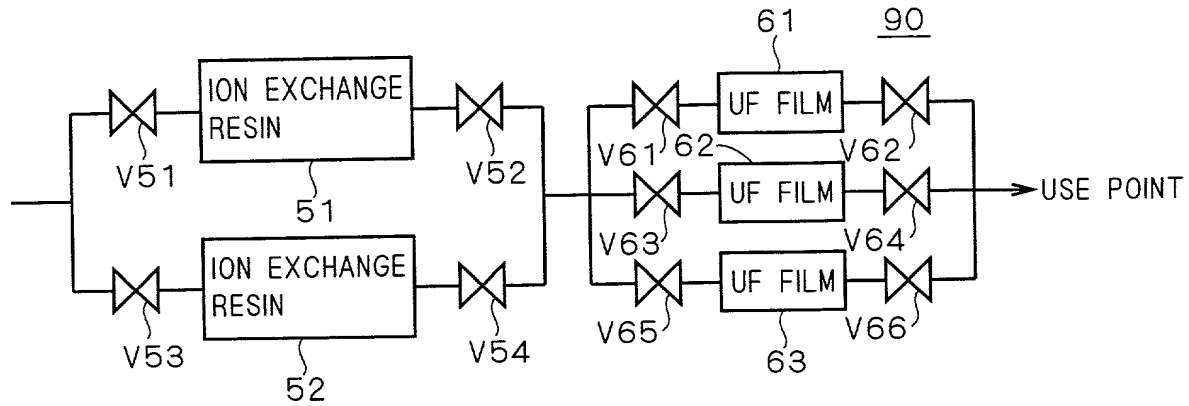 61
90
ION EXCHANGE
RESIN
UF FILM
V51
V52
V61
62
V62
51
UF FILM
USE POINT
V63
V64
ION EXCHANGE
RESIN
UF FILM
V53
V54
V65
V66
52
63